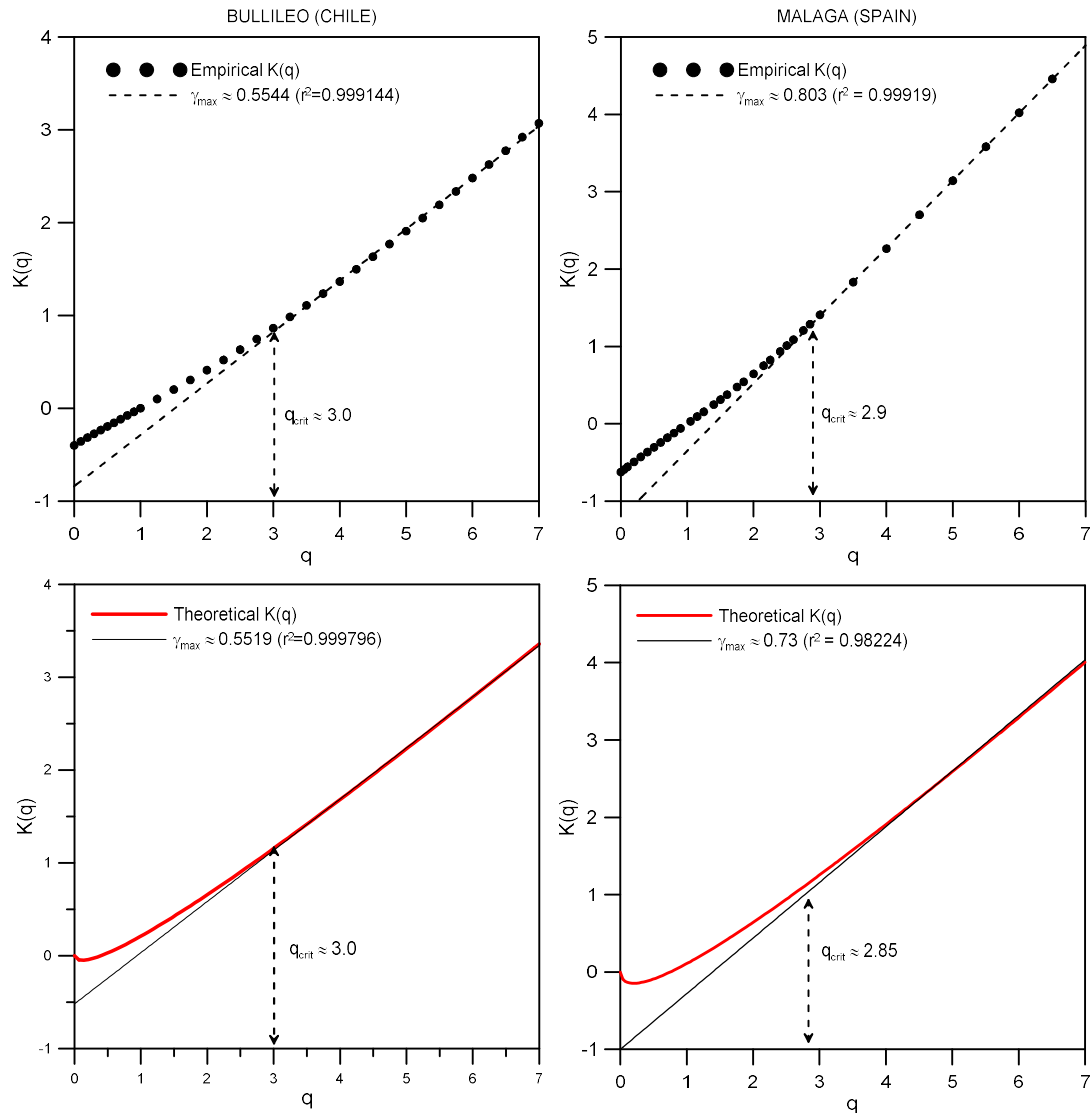 BULLILEO (CHILE)
4
3
2
1
0
-1
K(q)
Empirical K(q)
γmax ≈ 0.5544 (r²=0.999144)
qcrit ≈ 3.0
0 1 2 3 4 5 6 7
q
MALAGA (SPAIN)
5
4
3
2
1
0
-1
K(q)
Empirical K(q)
γmax ≈ 0.803 (r² = 0.99919)
qcrit ≈ 2.9
0 1 2 3 4 5 6 7
q
4
3
2
1
0
-1
K(q)
Theoretical K(q)
γmax ≈ 0.5519 (r²=0.999796)
qcrit ≈ 3.0
0 1 2 3 4 5 6 7
q
5
4
3
2
1
0
-1
K(q)
Theoretical K(q)
γmax ≈ 0.73 (r² = 0.98224)
qcrit ≈ 2.85
0 1 2 3 4 5 6 7
q